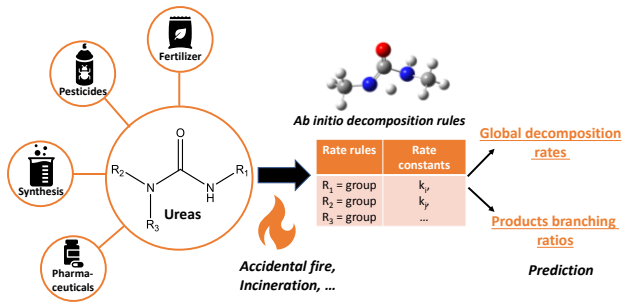 Fertilizer
Pesticides
Synthesis
Pharma-
ceuticals
O
R₂
N
N
H
R₁
R₃
Ureas
Accidental fire,
Incineration, ...
Ab initio decomposition rules
Rate rules
Rate
constants
R₁ = group
kᵢ,
R₂ = group
kⱼ,
R₃ = group
...
Global decomposition
rates
Products branching
ratios
Prediction